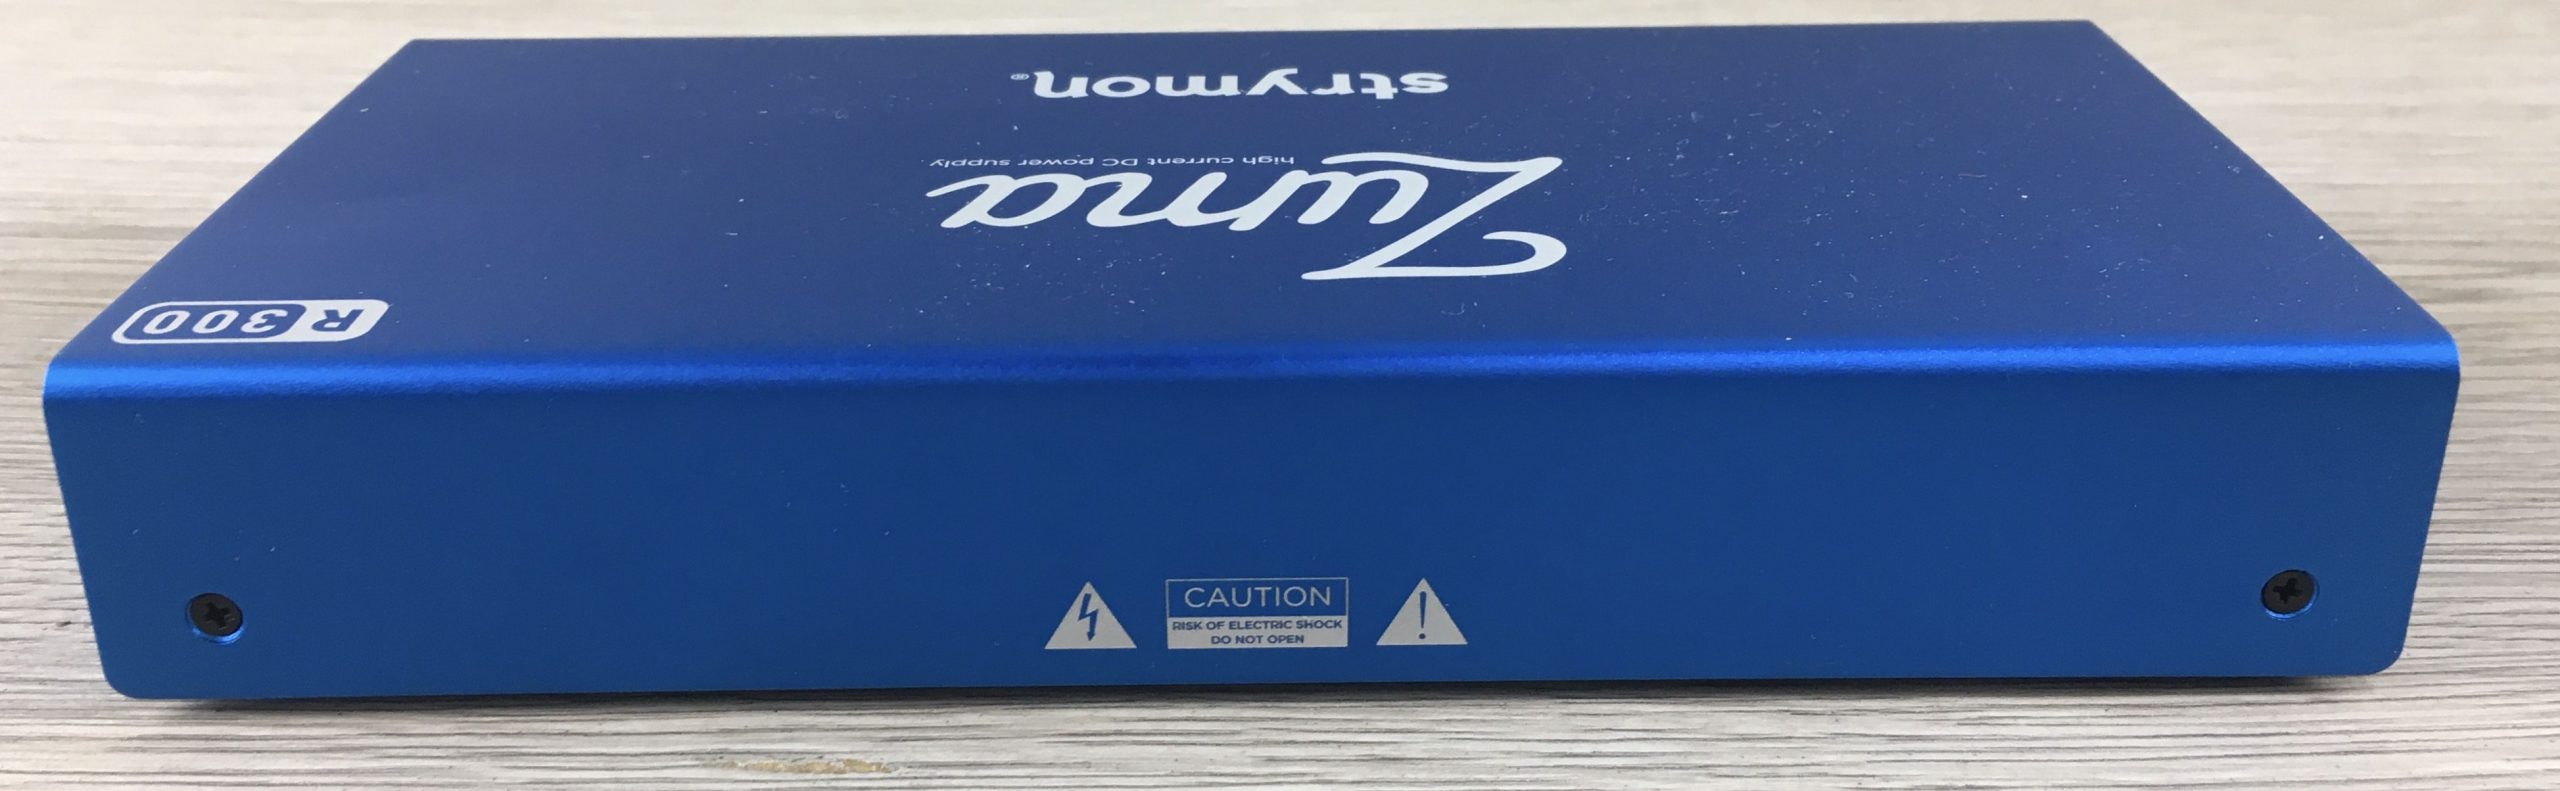 strymon®
high current DC power supply
Zuma
R300
CAUTION
RISK OF ELECTRIC SHOCK
DO NOT OPEN